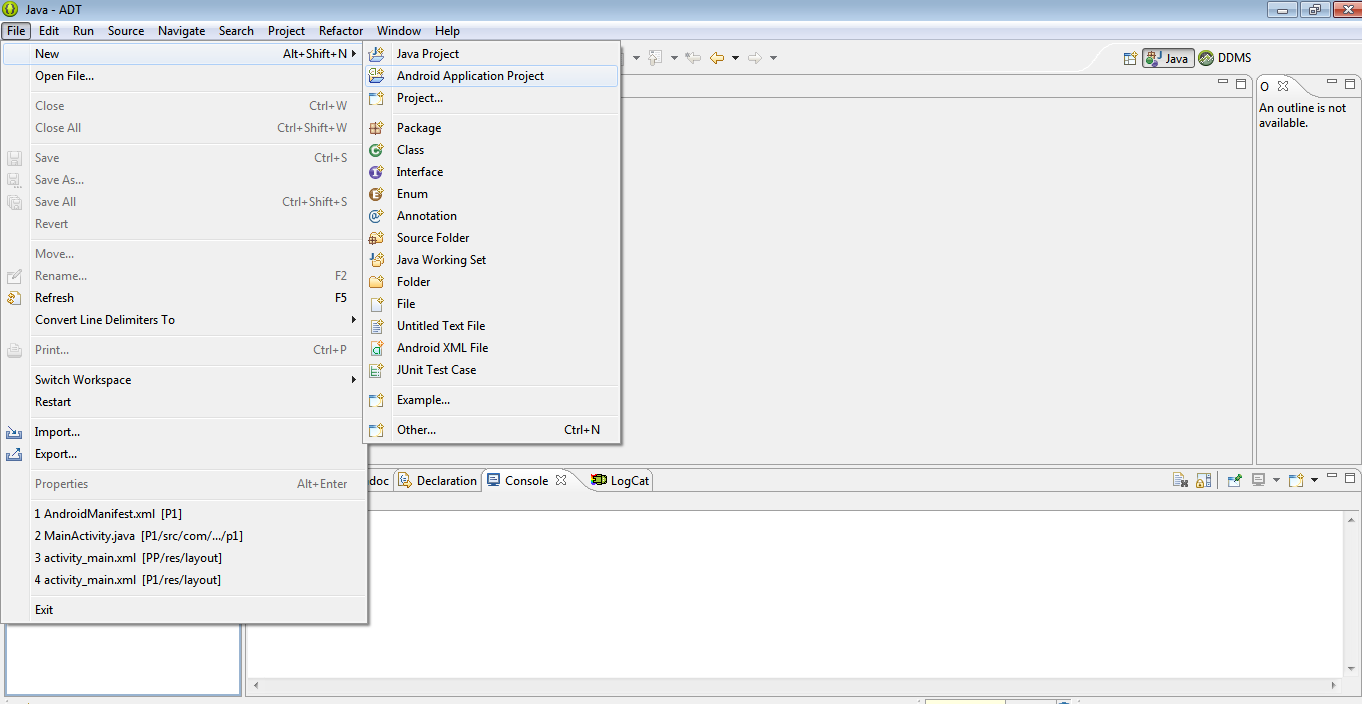 Java - ADT
File Edit Run Source Navigate Search Project Refactor Window Help
New Alt+Shift+N
Open File...
Close Ctrl+W
Close All Ctrl+Shift+W
Save Ctrl+S
Save As...
Save All Ctrl+Shift+S
Revert
Move...
Rename... F2
Refresh F5
Convert Line Delimiters To
Print... Ctrl+P
Switch Workspace
Restart
Import...
Export...
Properties Alt+Enter
1 AndroidManifest.xml [P1]
2 MainActivity.java [P1/src/com/.../p1]
3 activity_main.xml [PP/res/layout]
4 activity_main.xml [P1/res/layout]
Exit
Java Project
Android Application Project
Project...
Package
Class
Interface
Enum
Annotation
Source Folder
Java Working Set
Folder
File
Untitled Text File
Android XML File
JUnit Test Case
Example...
Other... Ctrl+N
Java DDMS
O
An outline is not
available.
doc Declaration Console LogCat